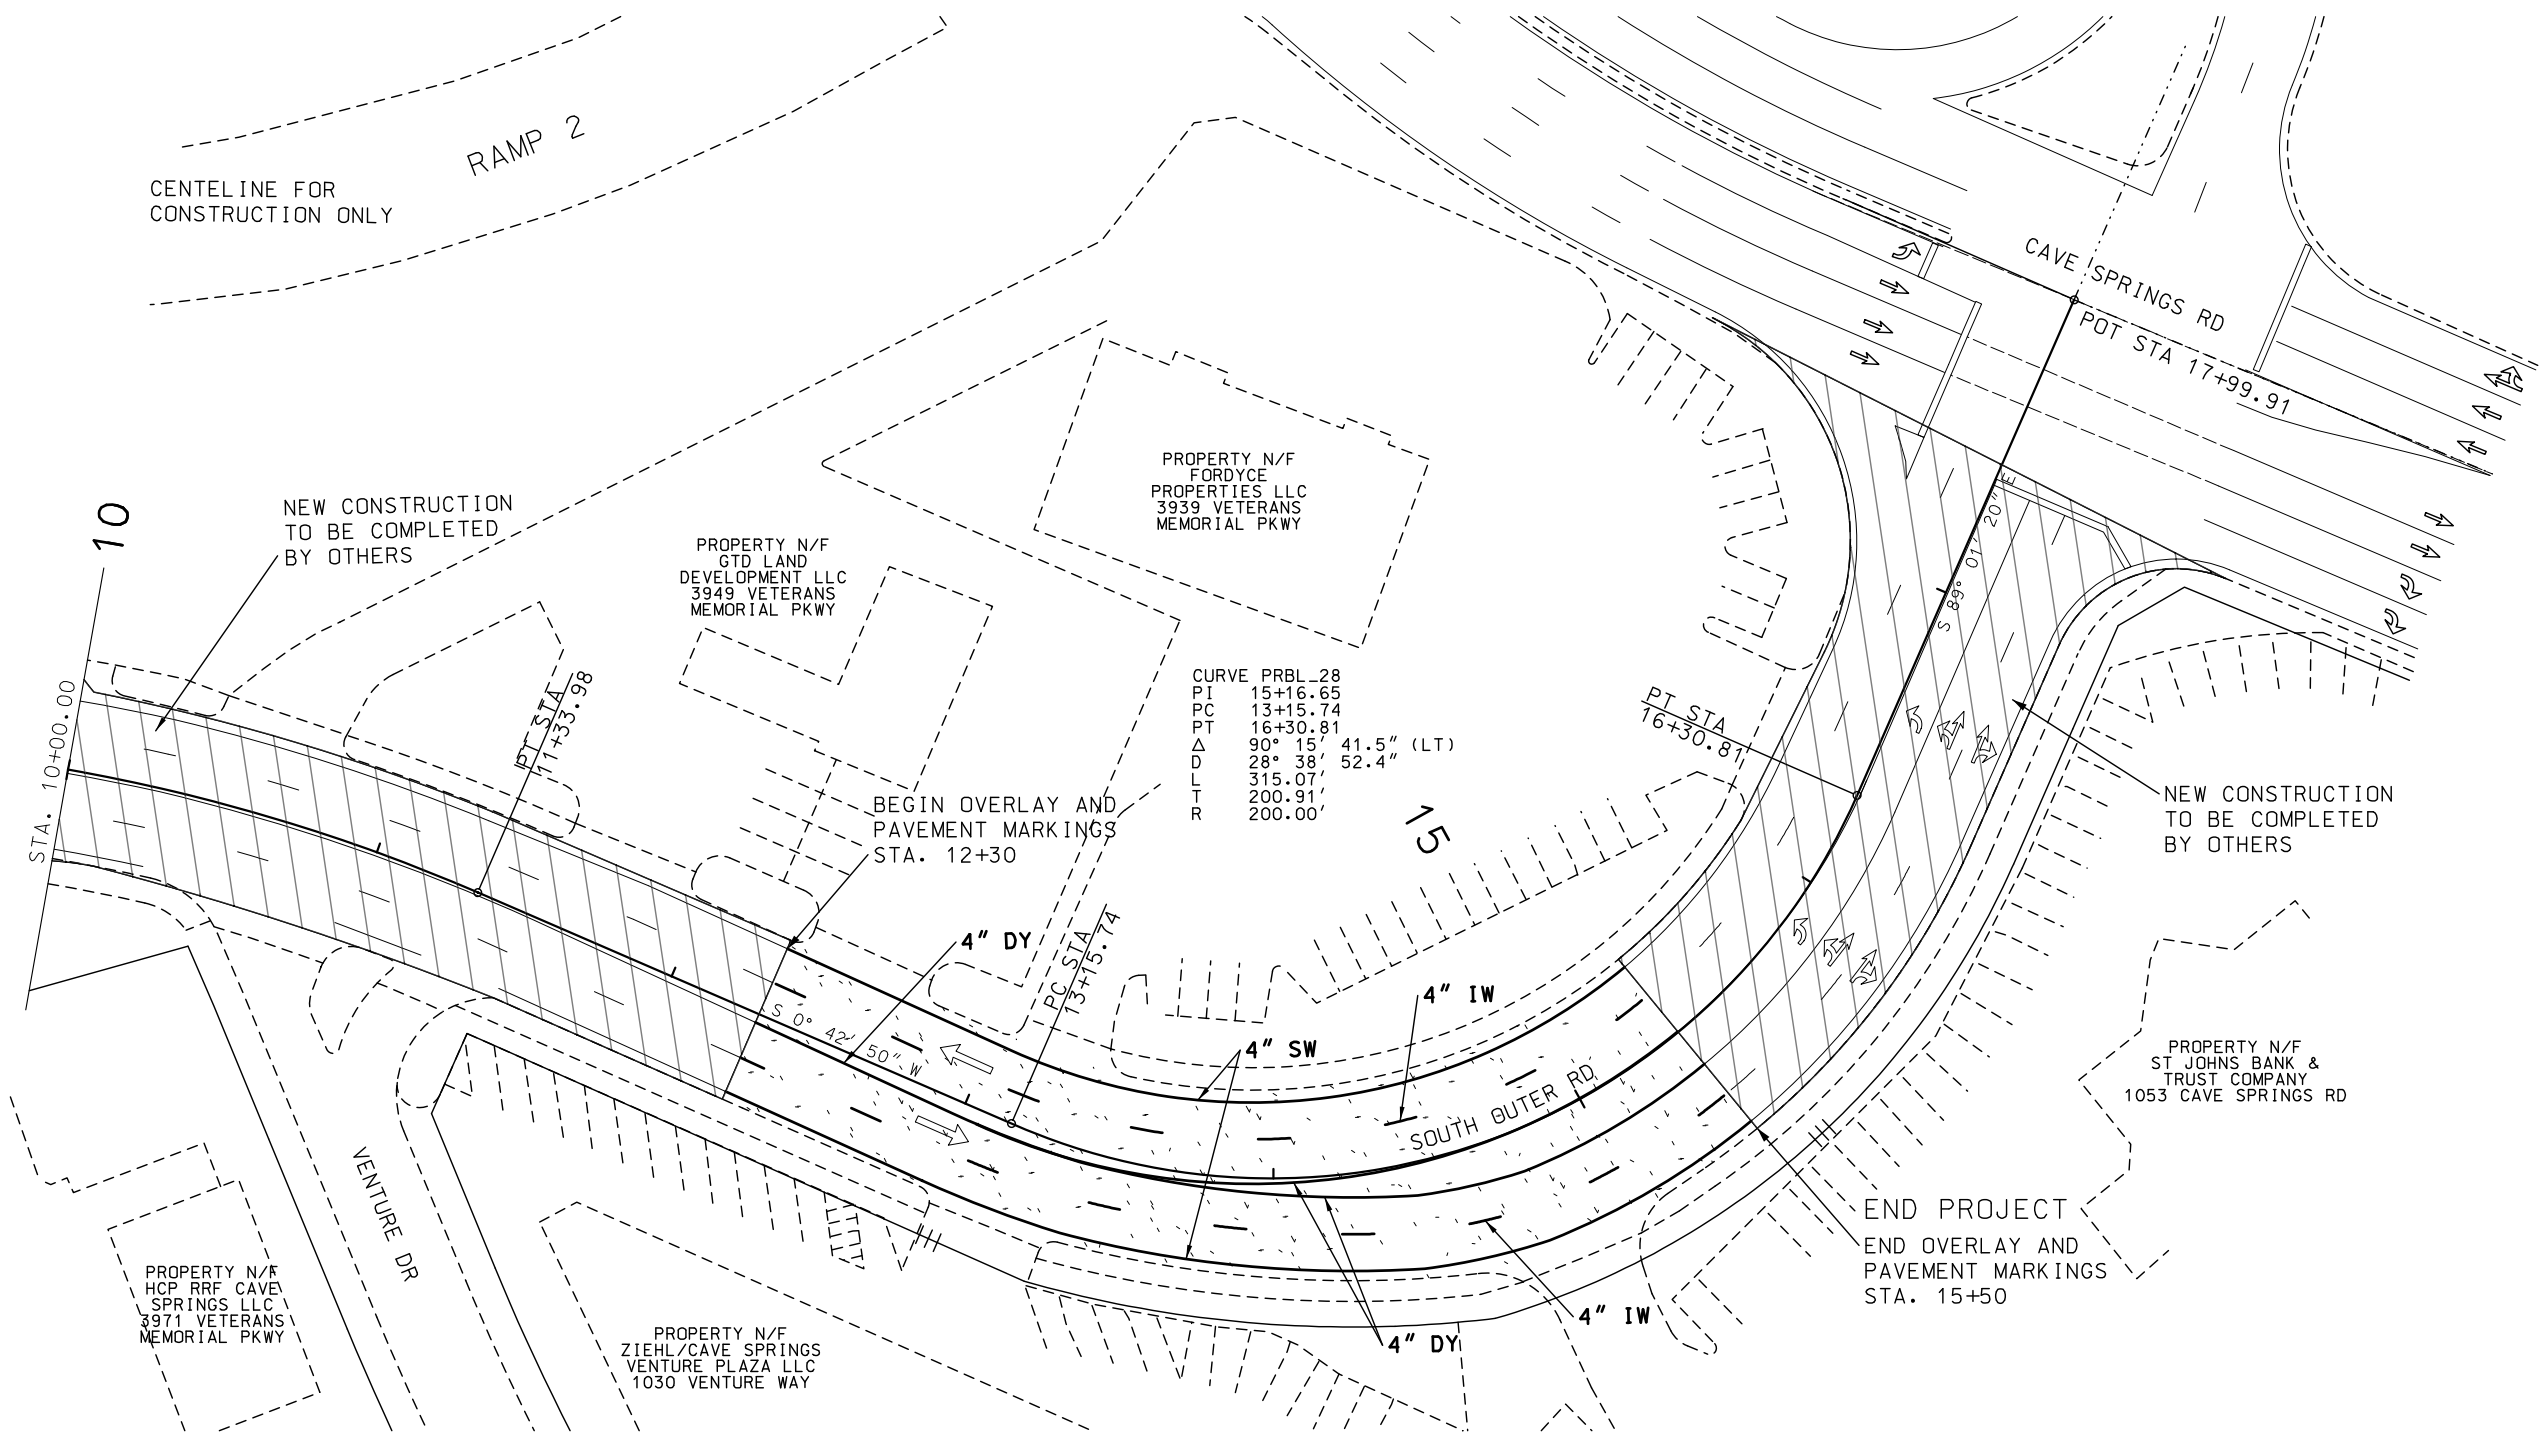 RAMP 2
CENTELINE FOR
CONSTRUCTION ONLY
CAVE SPRINGS RD
POT STA 17+99.91
10
STA. 10+00.00
NEW CONSTRUCTION
TO BE COMPLETED
BY OTHERS
PROPERTY N/F
FORDYCE
PROPERTIES LLC
3939 VETERANS
MEMORIAL PKWY
PROPERTY N/F
GTD LAND
DEVELOPMENT LLC
3949 VETERANS
MEMORIAL PKWY
S 89° 01' 20" E
PT STA
11+33.98
CURVE PRBL_28
PI 15+16.65
PC 13+15.74
PT 16+30.81
Δ 90° 15' 41.5" (LT)
D 28° 38' 52.4"
L 315.07'
T 200.91'
R 200.00'
PT STA
16+30.81
15
BEGIN OVERLAY AND
PAVEMENT MARKINGS
STA. 12+30
NEW CONSTRUCTION
TO BE COMPLETED
BY OTHERS
4" DY
PC STA
13+15.74
4" IW
S 0° 42' 50" W
4" SW
SOUTH OUTER RD
PROPERTY N/F
ST JOHNS BANK &
TRUST COMPANY
1053 CAVE SPRINGS RD
VENTURE DR
END PROJECT
END OVERLAY AND
PAVEMENT MARKINGS
STA. 15+50
4" IW
4" DY
PROPERTY N/F
HCP RRF CAVE
SPRINGS LLC
3971 VETERANS
MEMORIAL PKWY
PROPERTY N/F
ZIEHL/CAVE SPRINGS
VENTURE PLAZA LLC
1030 VENTURE WAY